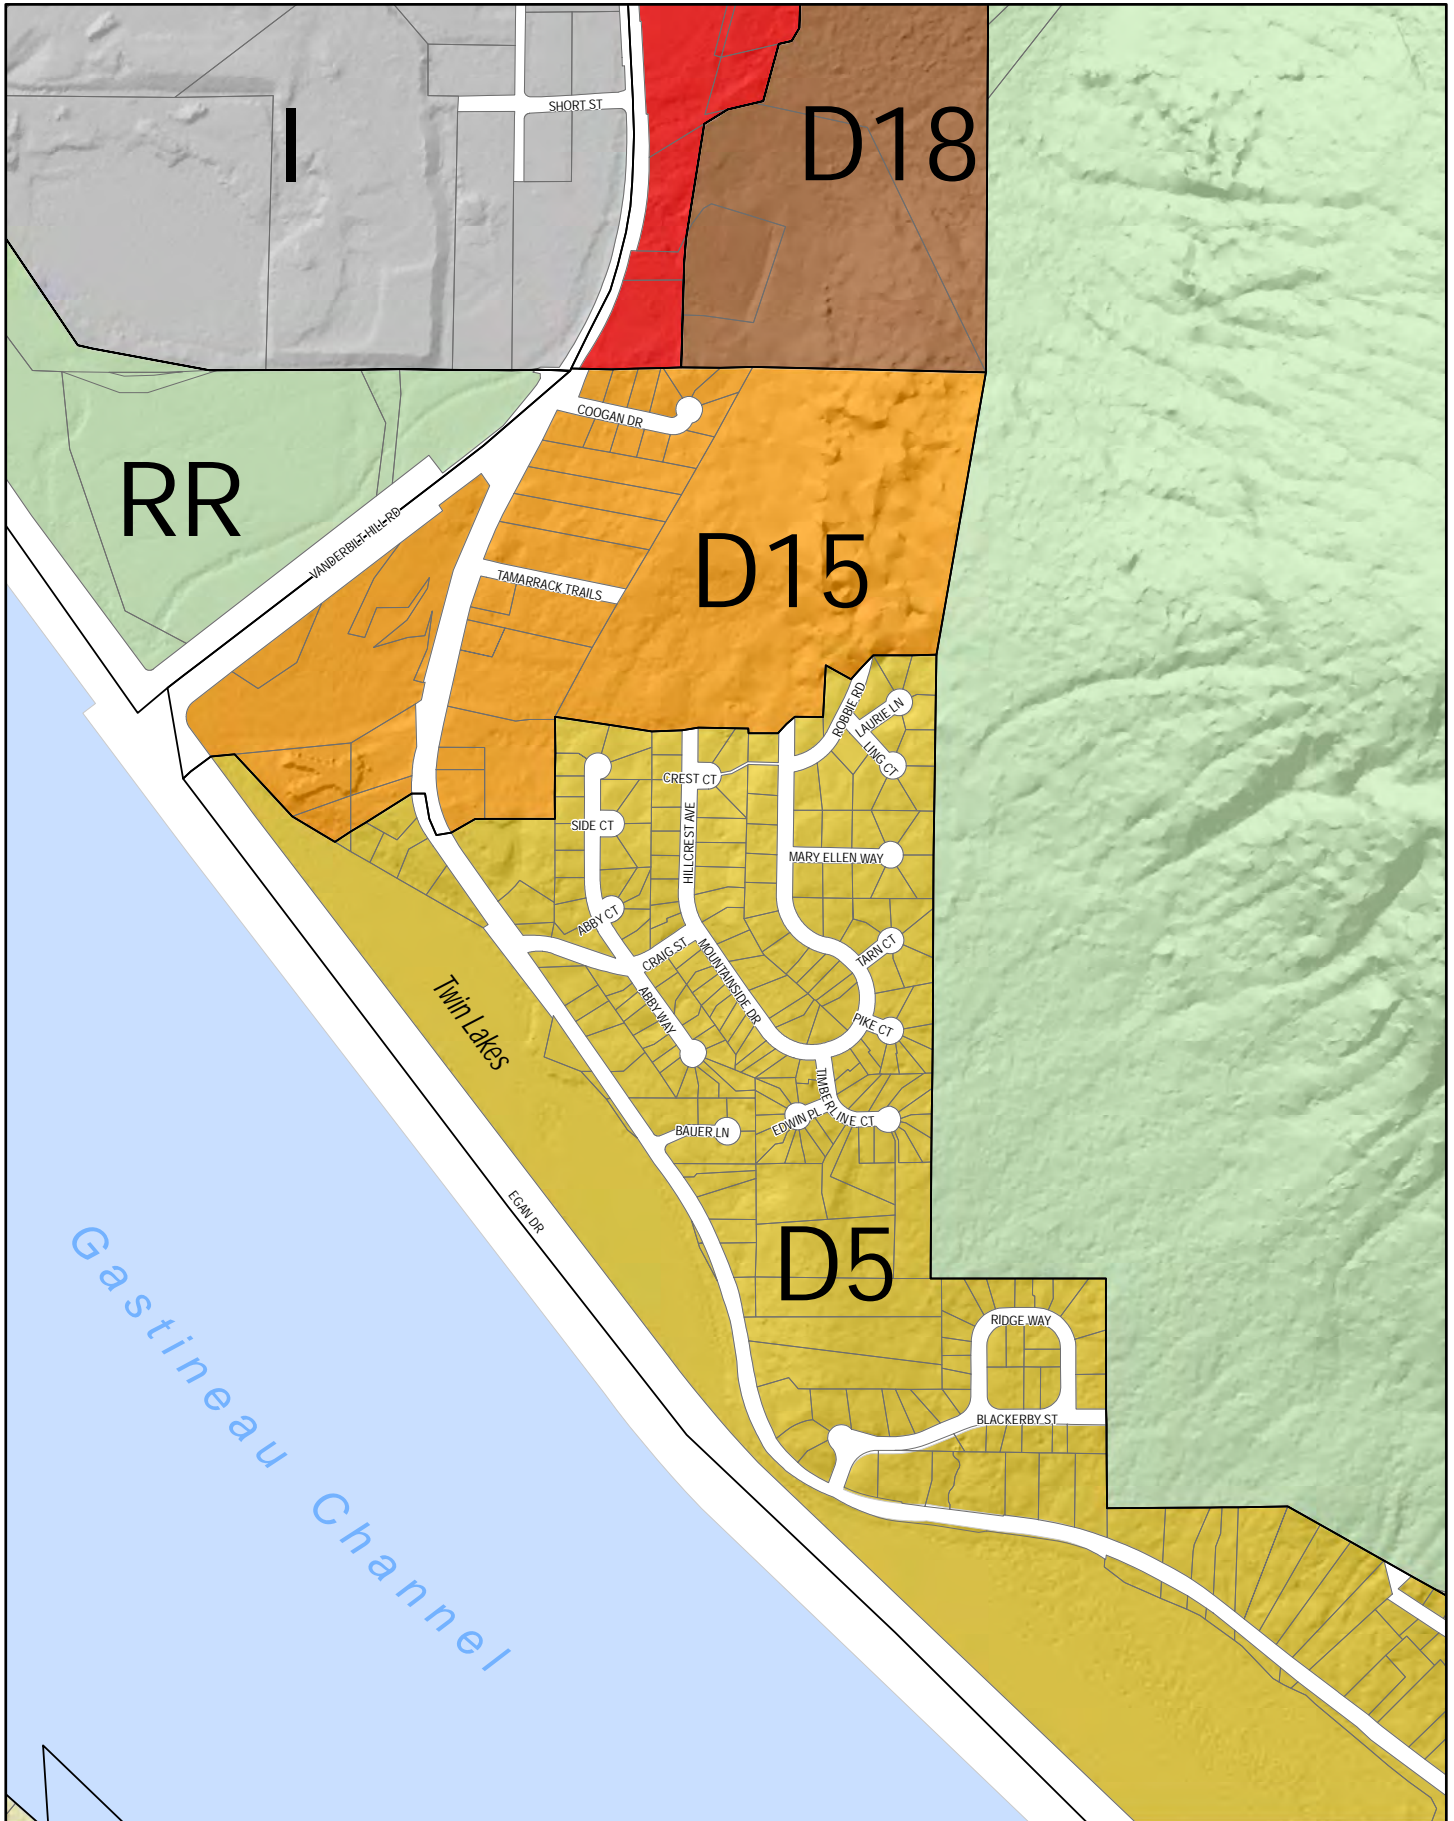 SHORT ST
I
D18
COOGAN DR
RR
VANDERBILT HILL RD
D15
TAMARRACK TRAILS
ROBBIE RD
LAURIE LN
LING CT
CREST CT
SIDE CT
HILLCREST AVE
MARY ELLEN WAY
ABBY CT
CRAIG ST
TARN CT
MOUNTAINSIDE DR
ABBY WAY
Twin Lakes
PIKE CT
TIMBERLINE CT
EDWIN PL
BAUER LN
EGAN DR
D5
RIDGE WAY
BLACKERBY ST
Gastineau Channel